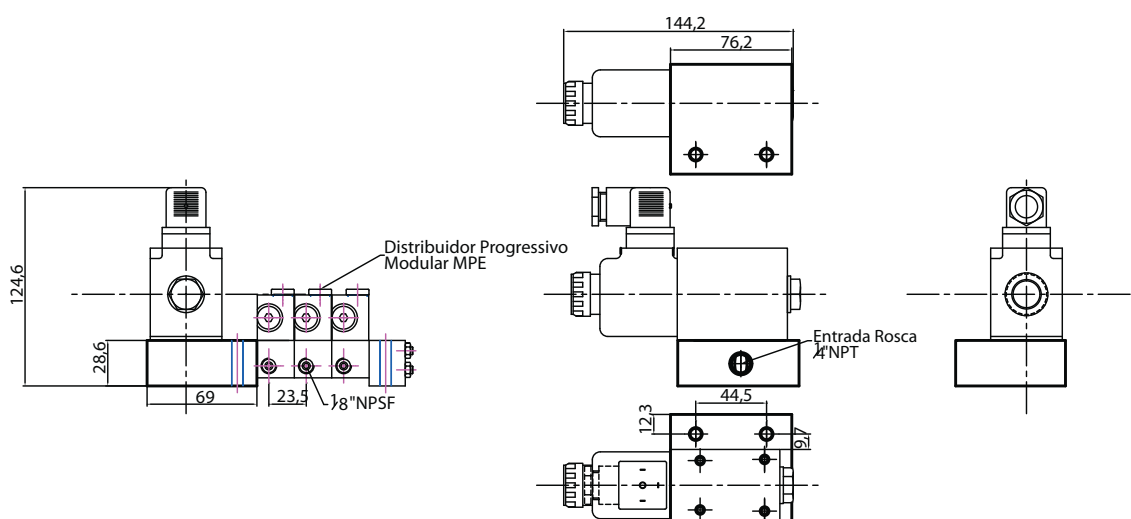 144,2
76,2
124,6
28,6
69
23,5
Distribuidor Progressivo
Modular MPE
1/8"NPSF
Entrada Rosca
1/4"NPT
44,5
12,3
9,7